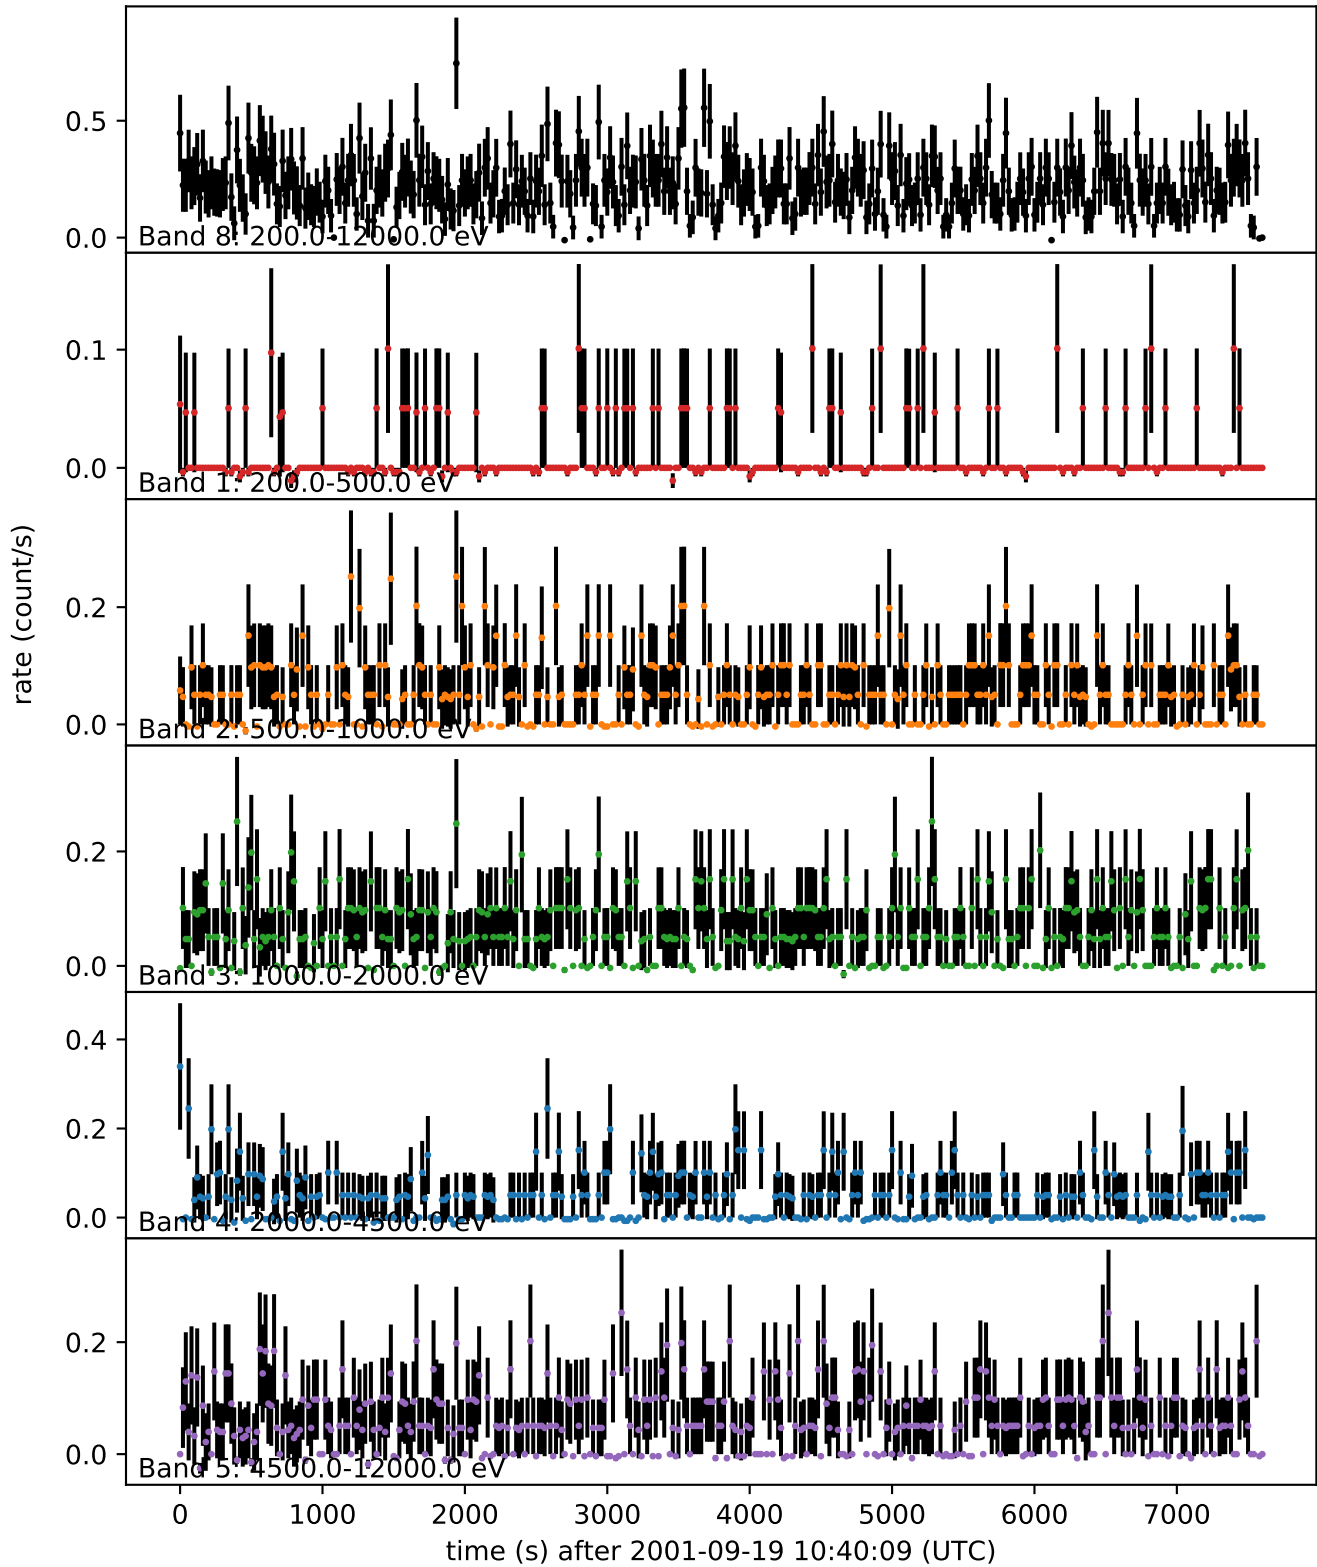 0.5
0.0
Band 8: 200.0-12000.0 eV
0.1
0.0
Band 1: 200.0-500.0 eV
0.2
0.0
Band 2: 500.0-1000.0 eV
rate (count/s)
0.2
0.0
Band 3: 1000.0-2000.0 eV
0.4
0.2
0.0
Band 4: 2000.0-4500.0 eV
0.2
0.0
Band 5: 4500.0-12000.0 eV
0 1000 2000 3000 4000 5000 6000 7000
time (s) after 2001-09-19 10:40:09 (UTC)